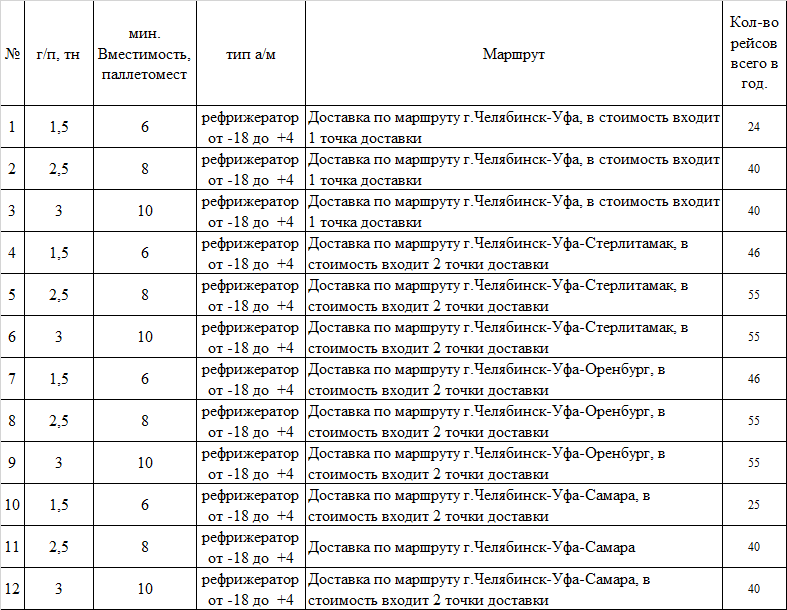 № г/п, тн мин. Вместимость, паллетомест тип а/м Маршрут Кол-во рейсов всего в год.
1 1,5 6 рефрижератор от -18 до +4 Доставка по маршруту г.Челябинск-Уфа, в стоимость входит 1 точка доставки 24
2 2,5 8 рефрижератор от -18 до +4 Доставка по маршруту г.Челябинск-Уфа, в стоимость входит 1 точка доставки 40
3 3 10 рефрижератор от -18 до +4 Доставка по маршруту г.Челябинск-Уфа, в стоимость входит 1 точка доставки 40
4 1,5 6 рефрижератор от -18 до +4 Доставка по маршруту г.Челябинск-Уфа-Стерлитамак, в стоимость входит 2 точки доставки 46
5 2,5 8 рефрижератор от -18 до +4 Доставка по маршруту г.Челябинск-Уфа-Стерлитамак, в стоимость входит 2 точки доставки 55
6 3 10 рефрижератор от -18 до +4 Доставка по маршруту г.Челябинск-Уфа-Стерлитамак, в стоимость входит 2 точки доставки 55
7 1,5 6 рефрижератор от -18 до +4 Доставка по маршруту г.Челябинск-Уфа-Оренбург, в стоимость входит 2 точки доставки 46
8 2,5 8 рефрижератор от -18 до +4 Доставка по маршруту г.Челябинск-Уфа-Оренбург, в стоимость входит 2 точки доставки 55
9 3 10 рефрижератор от -18 до +4 Доставка по маршруту г.Челябинск-Уфа-Оренбург, в стоимость входит 2 точки доставки 55
10 1,5 6 рефрижератор от -18 до +4 Доставка по маршруту г.Челябинск-Уфа-Самара, в стоимость входит 2 точки доставки 25
11 2,5 8 рефрижератор от -18 до +4 Доставка по маршруту г.Челябинск-Уфа-Самара 40
12 3 10 рефрижератор от -18 до +4 Доставка по маршруту г.Челябинск-Уфа-Самара, в стоимость входит 2 точки доставки 40